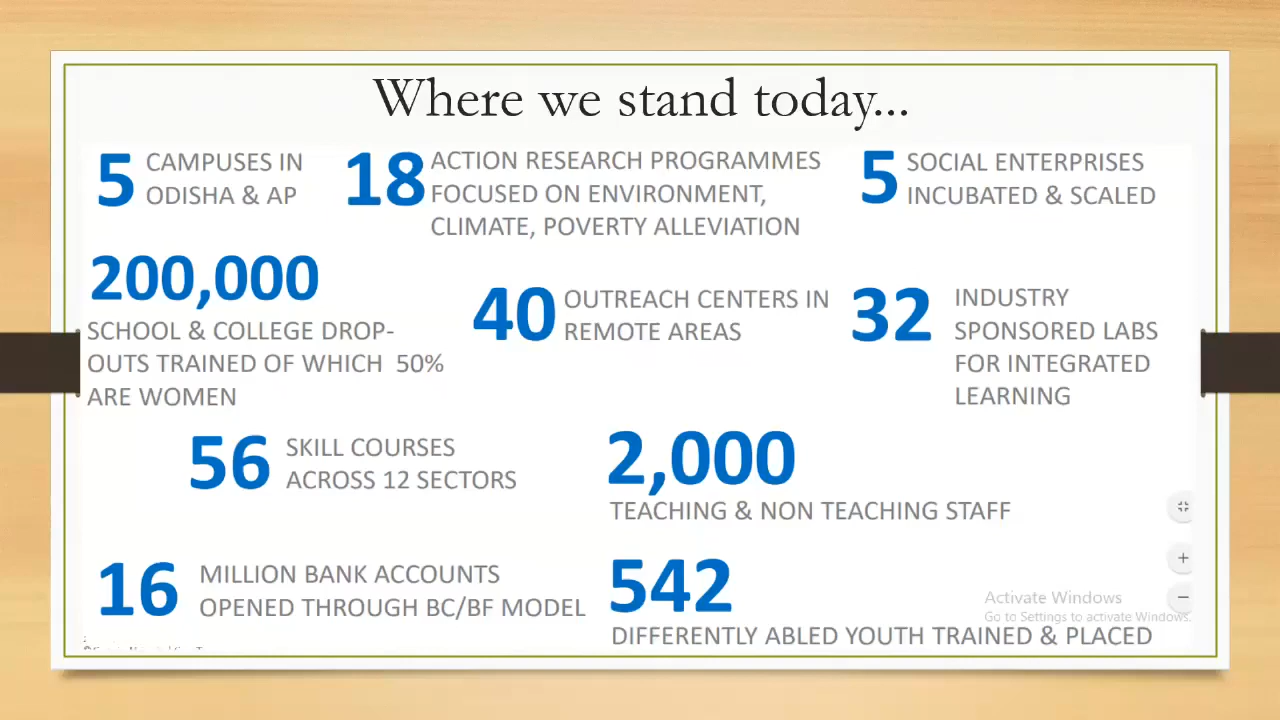 Where we stand today...
5 CAMPUSES IN
ODISHA & AP
18 ACTION RESEARCH PROGRAMMES
FOCUSED ON ENVIRONMENT,
CLIMATE, POVERTY ALLEVIATION
5 SOCIAL ENTERPRISES
INCUBATED & SCALED
200,000
SCHOOL & COLLEGE DROP-
OUTS TRAINED OF WHICH 50%
ARE WOMEN
40 OUTREACH CENTERS IN
REMOTE AREAS
32 INDUSTRY
SPONSORED LABS
FOR INTEGRATED
LEARNING
56 SKILL COURSES
ACROSS 12 SECTORS
2,000
TEACHING & NON TEACHING STAFF
16 MILLION BANK ACCOUNTS
OPENED THROUGH BC/BF MODEL
542
DIFFERENTLY ABLED YOUTH TRAINED & PLACED
Activate Windows
Go to Settings to activate Windows.